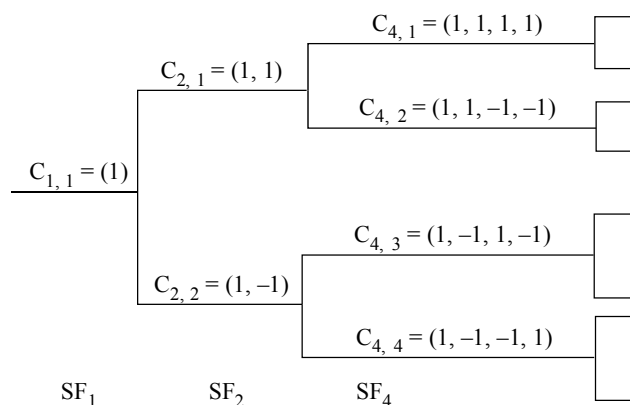 C4, 1 = (1, 1, 1, 1)
C2, 1 = (1, 1)
C4, 2 = (1, 1, –1, –1)
C1, 1 = (1)
C4, 3 = (1, –1, 1, –1)
C2, 2 = (1, –1)
C4, 4 = (1, –1, –1, 1)
SF1 SF2 SF4